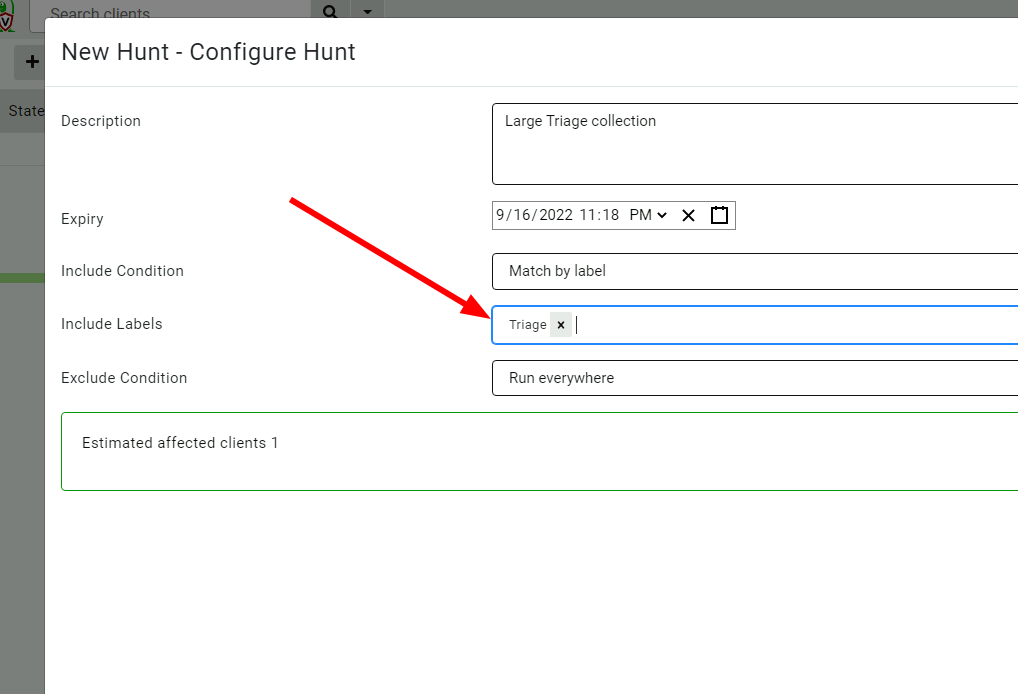 Search clients
New Hunt - Configure Hunt
State
Description
Large Triage collection
Expiry
9/16/2022 11:18 PM
Include Condition
Match by label
Include Labels
Triage ×
Exclude Condition
Run everywhere
Estimated affected clients 1